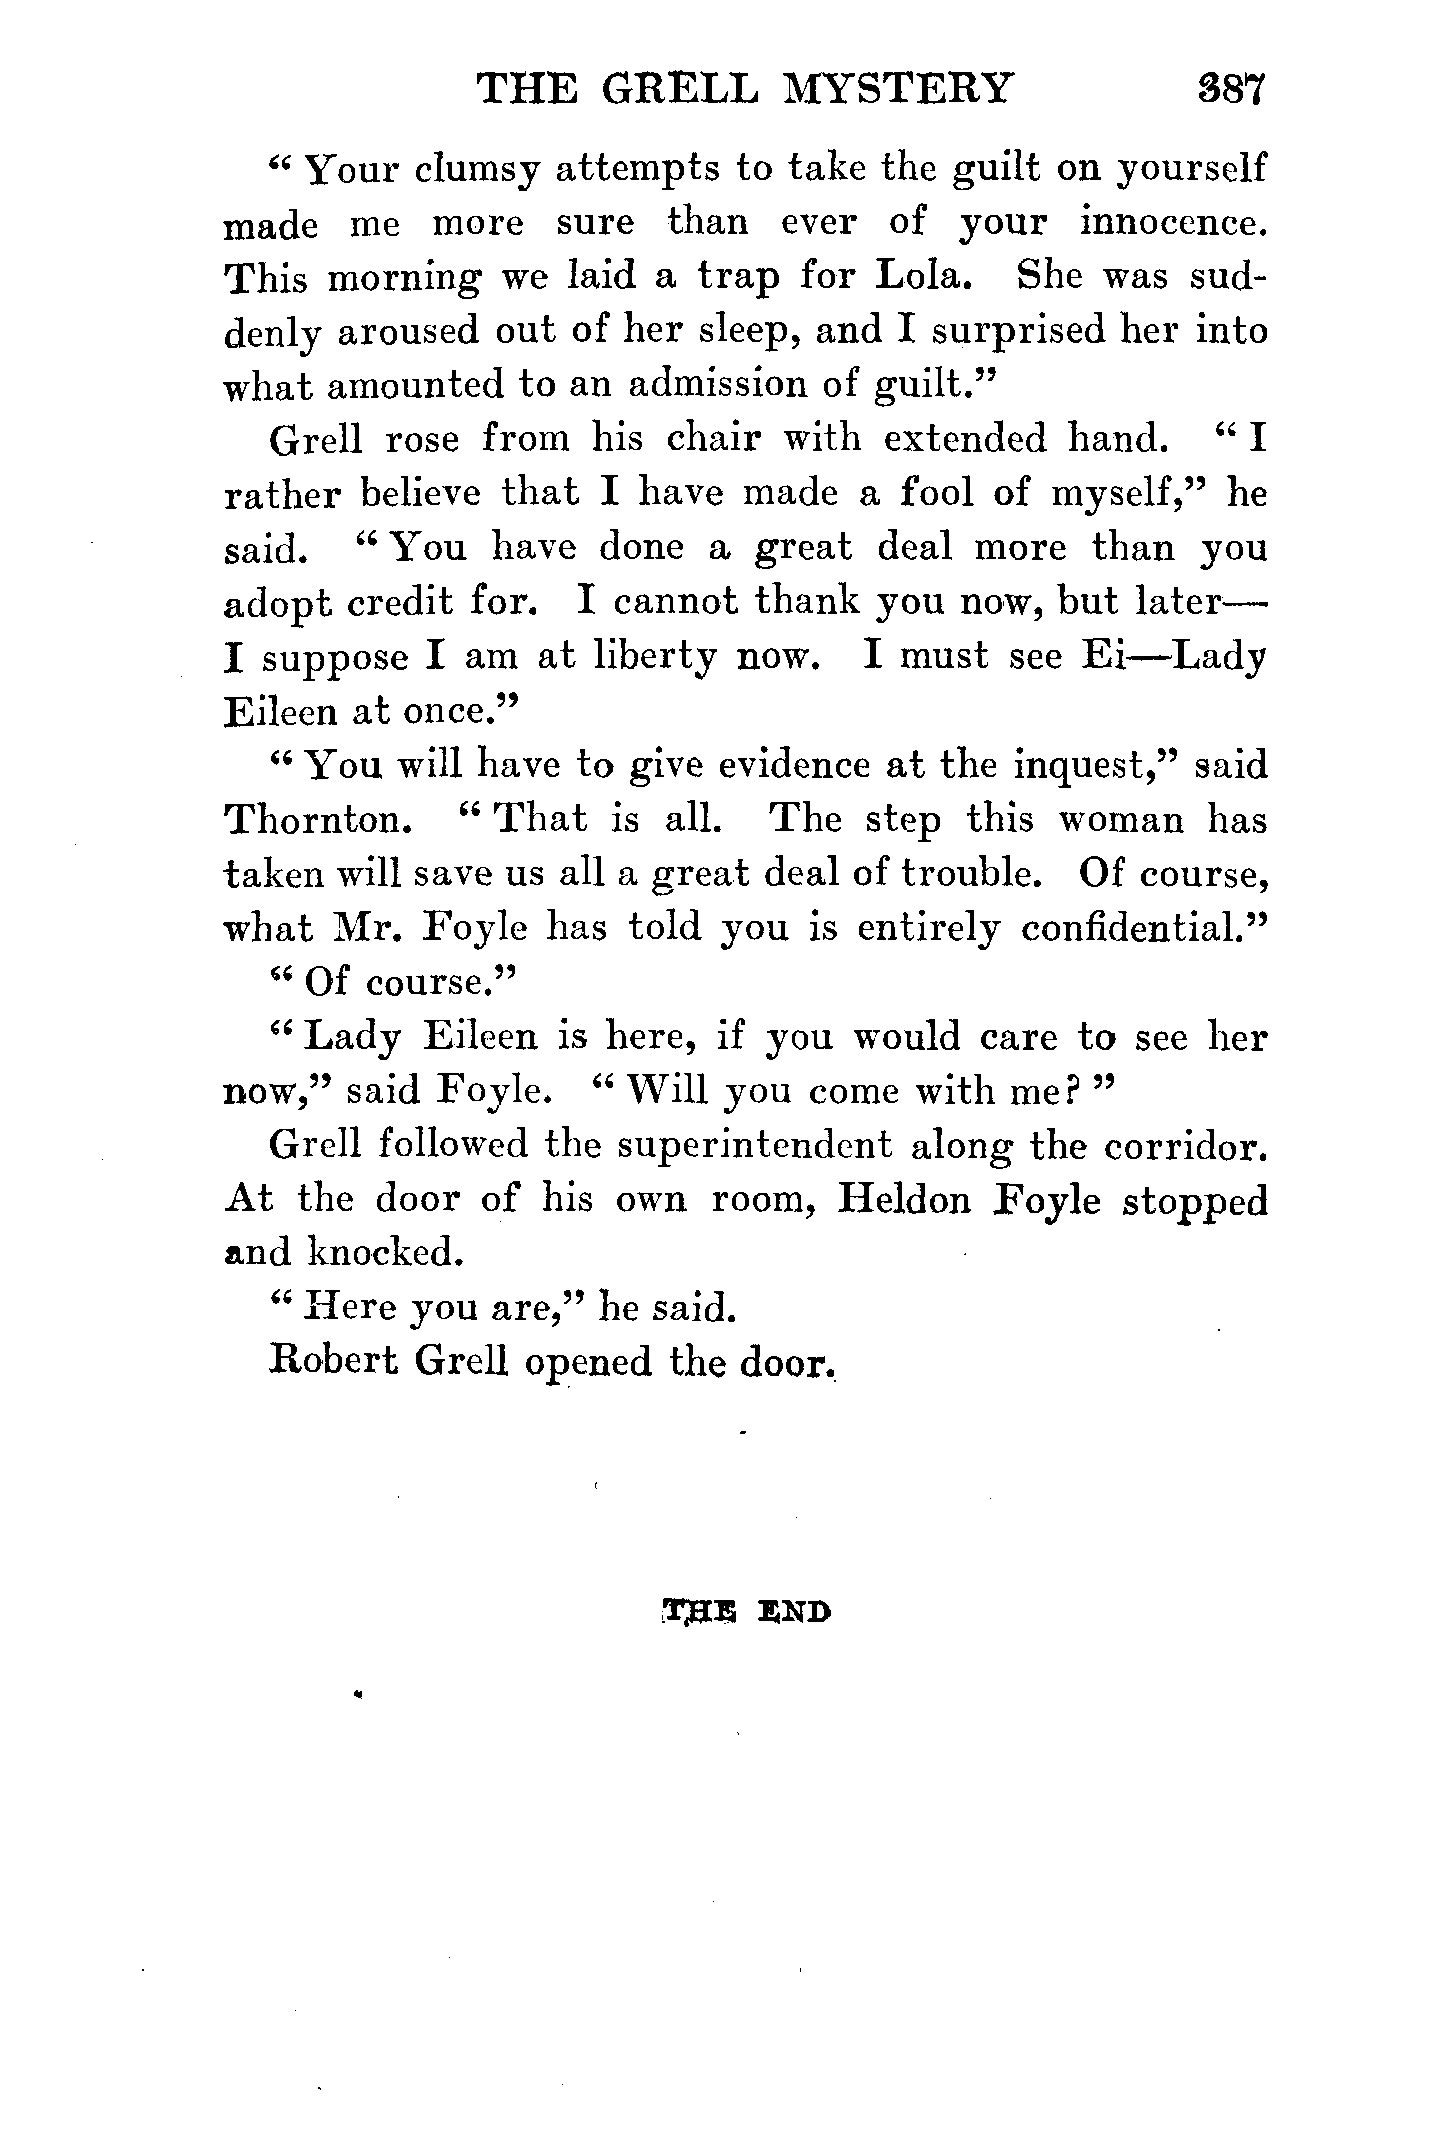 THE GRELL MYSTERY 387
“ Your clumsy attempts to take the guilt on yourself
made me more sure than ever of your innocence.
This morning we laid a trap for Lola. She was sud-
denly aroused out of her sleep, and I surprised her into
what amounted to an admission of guilt.”
Grell rose from his chair with extended hand. “ I
rather believe that I have made a fool of myself,” he
said. “ You have done a great deal more than you
adopt credit for. I cannot thank you now, but later—
I suppose I am at liberty now. I must see Ei—Lady
Eileen at once.”
“ You will have to give evidence at the inquest,” said
Thornton. “ That is all. The step this woman has
taken will save us all a great deal of trouble. Of course,
what Mr. Foyle has told you is entirely confidential.”
“ Of course.”
“ Lady Eileen is here, if you would care to see her
now,” said Foyle. “ Will you come with me? ”
Grell followed the superintendent along the corridor.
At the door of his own room, Heldon Foyle stopped
and knocked.
“ Here you are,” he said.
Robert Grell opened the door.
THE END